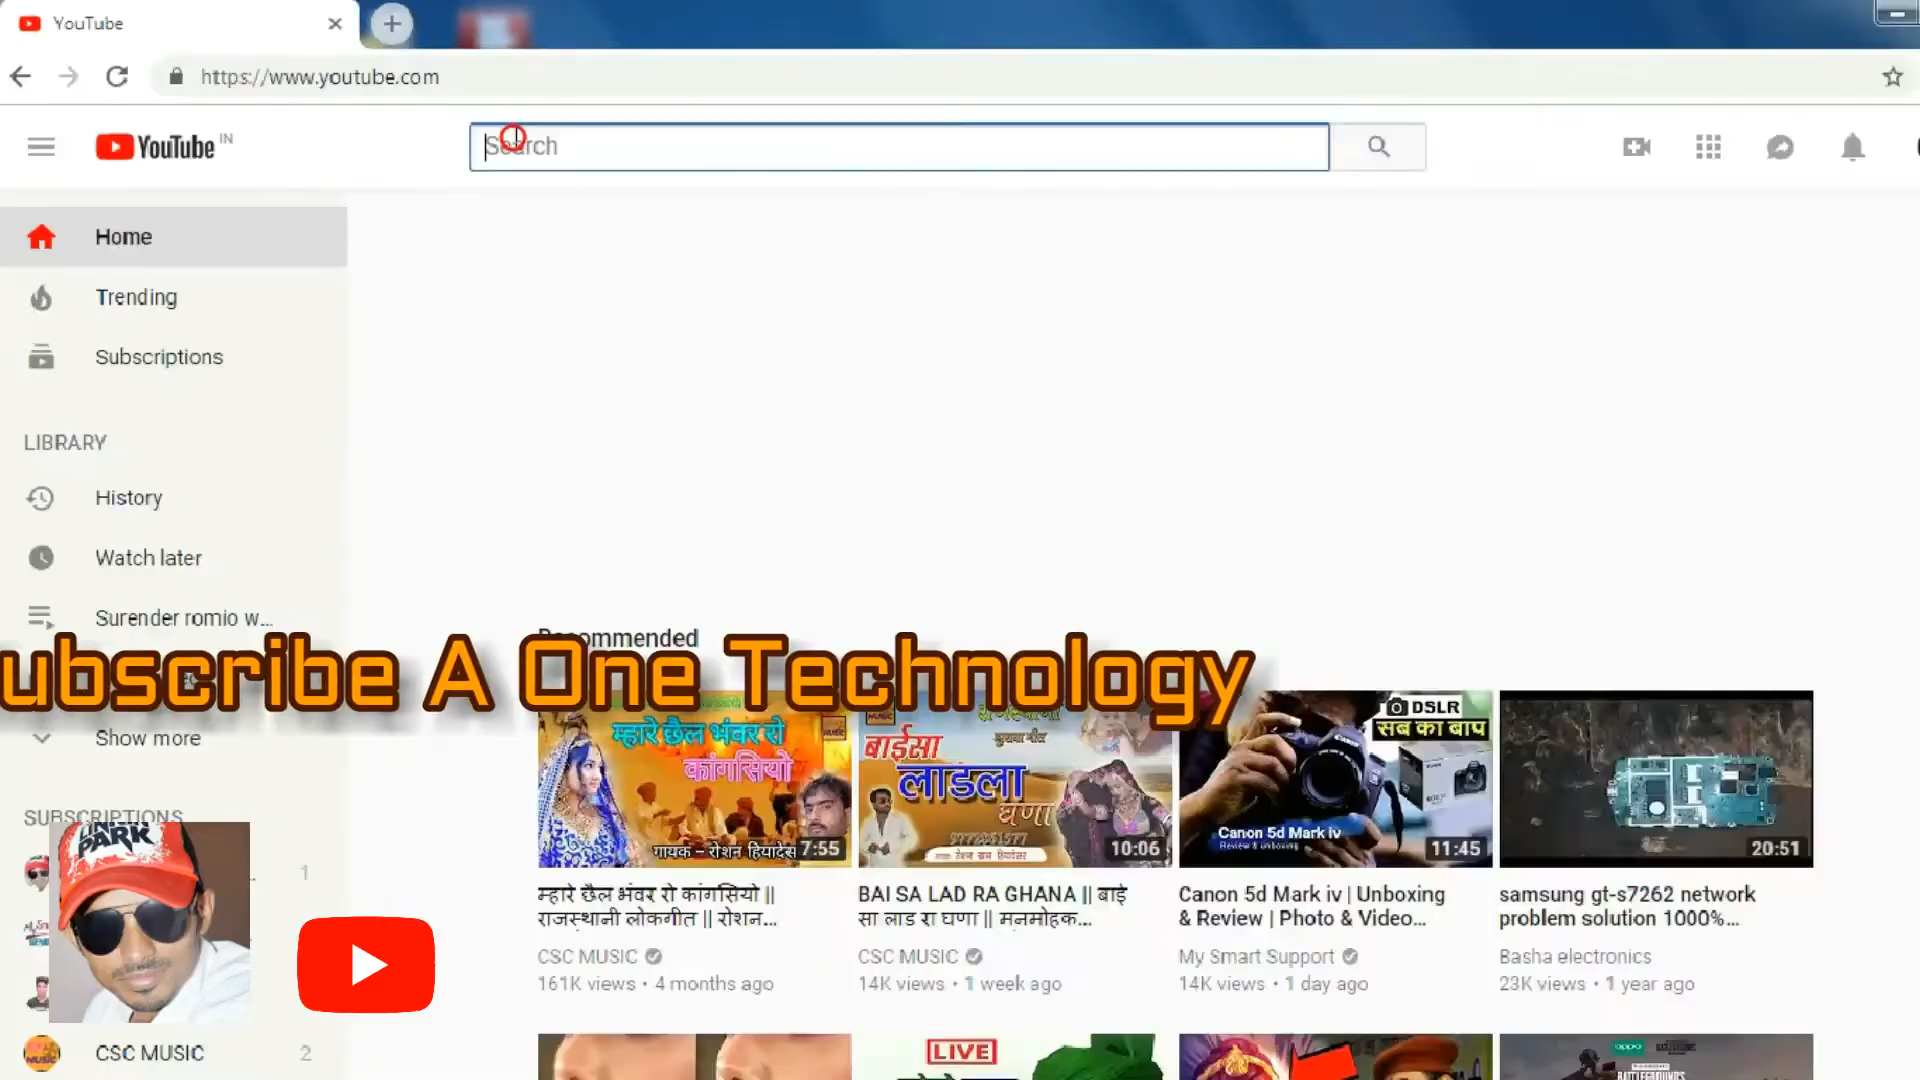 YouTube
https://www.youtube.com
YouTube IN
Search
Home
Trending
Subscriptions
LIBRARY
History
Watch later
Surender romio w...
Recommended
ubscribe A One Technology
Show more
SUBSCRIPTIONS
1
CSC MUSIC 2
म्हारे छैल भंवर रो
कांगसियो
गायक – रोशन हियादेस 7:55
बाईसा
लाडला
घणा
10:06
DSLR
सब का बाप
Canon 5d Mark iv
Review & Unboxing
11:45
20:51
म्हारे छैल भंवर रो कांगसियो ||
राजस्थानी लोकगीत || रोशन...
CSC MUSIC
161K views • 4 months ago
BAI SA LAD RA GHANA || बाई
सा लाड रा घणा || मनमोहक...
CSC MUSIC
14K views • 1 week ago
Canon 5d Mark iv | Unboxing
& Review | Photo & Video...
My Smart Support
14K views • 1 day ago
samsung gt-s7262 network
problem solution 1000%...
Basha electronics
23K views • 1 year ago
PARK
LIVE
oppo